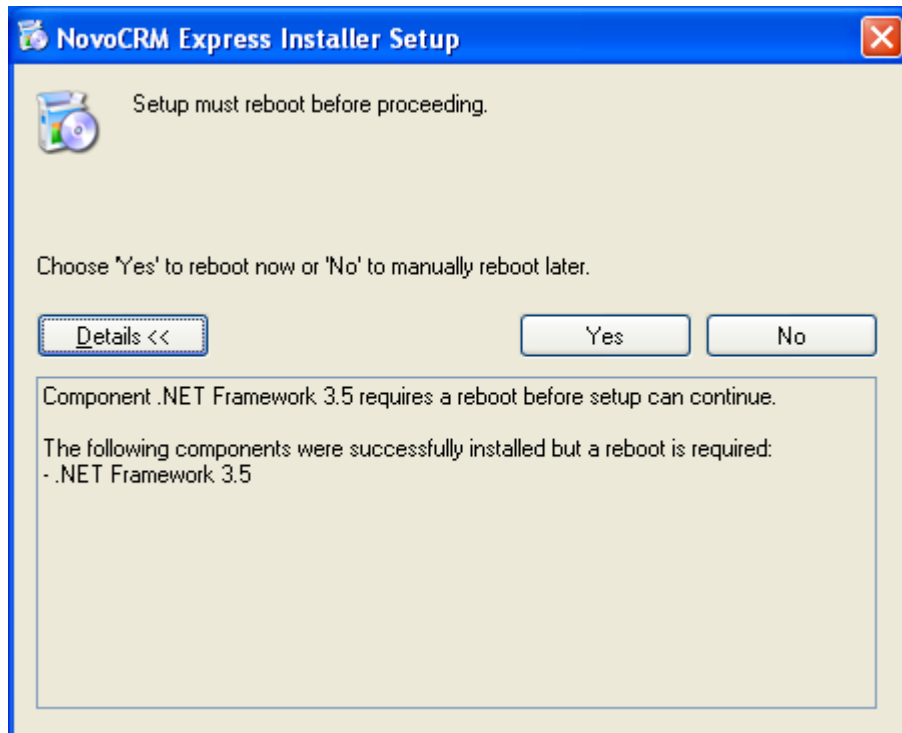 NovoCRM Express Installer Setup
Setup must reboot before proceeding.
Choose 'Yes' to reboot now or 'No' to manually reboot later.
Details <<
Yes
No
Component .NET Framework 3.5 requires a reboot before setup can continue.
The following components were successfully installed but a reboot is required:
- .NET Framework 3.5